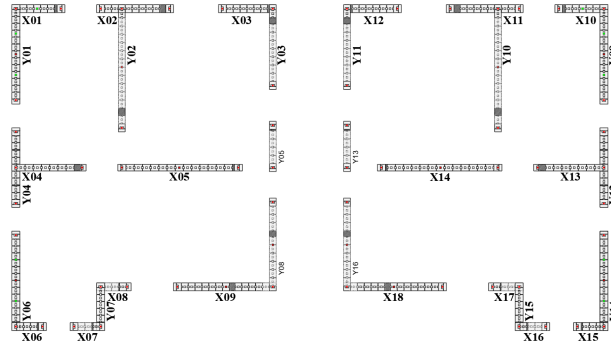 X01 X02 X03 X12 X11 X10
Y01 Y02 Y03 Y11 Y10
Y05 Y13
X04 X05 X14 X13
Y04
Y08 Y16
X08 X09 X18 X17
Y06 Y07 Y15
X06 X07 X16 X15